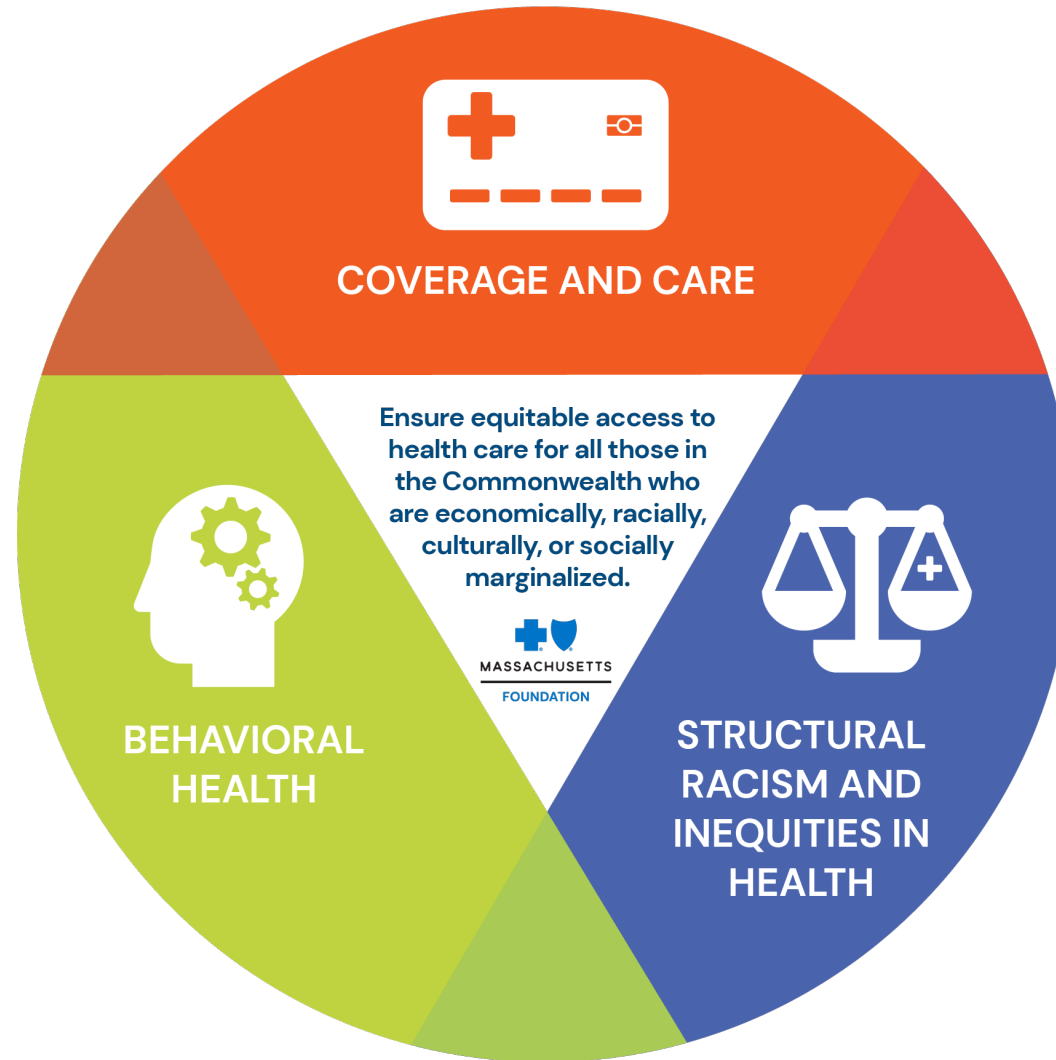 COVERAGE AND CARE
Ensure equitable access to
health care for all those in
the Commonwealth who
are economically, racially,
culturally, or socially
marginalized.
MASSACHUSETTS
FOUNDATION
BEHAVIORAL
HEALTH
STRUCTURAL
RACISM AND
INEQUITIES IN
HEALTH